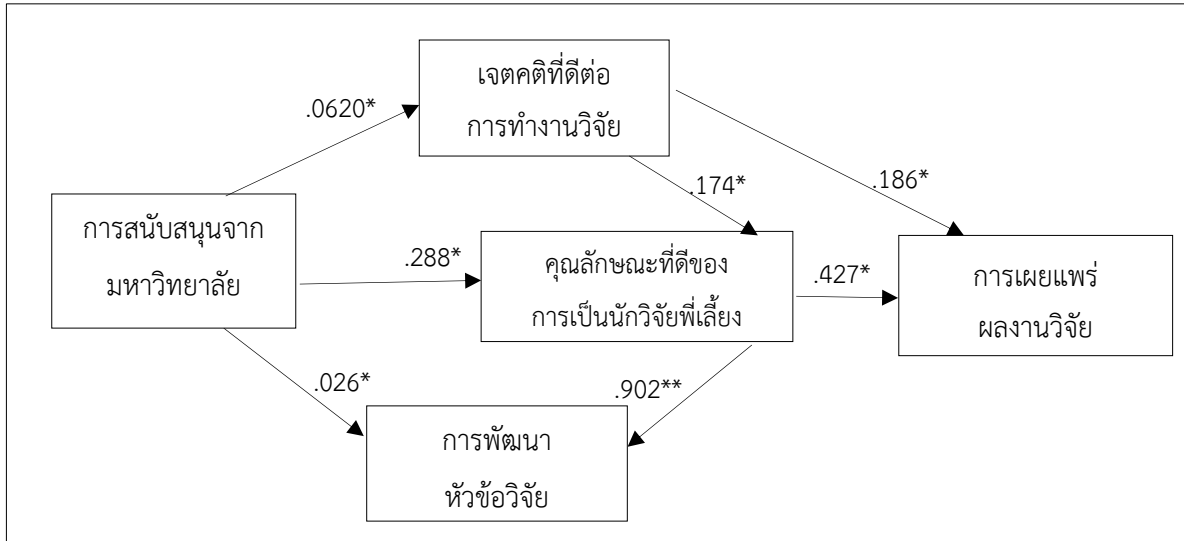 เจตคติที่ดีต่อ
การทำงานวิจัย
.0620*
.174*
.186*
การสนับสนุนจาก
มหาวิทยาลัย
.288*
คุณลักษณะที่ดีของ
การเป็นนักวิจัยพี่เลี้ยง
.427*
การเผยแพร่
ผลงานวิจัย
.026*
.902**
การพัฒนา
หัวข้อวิจัย